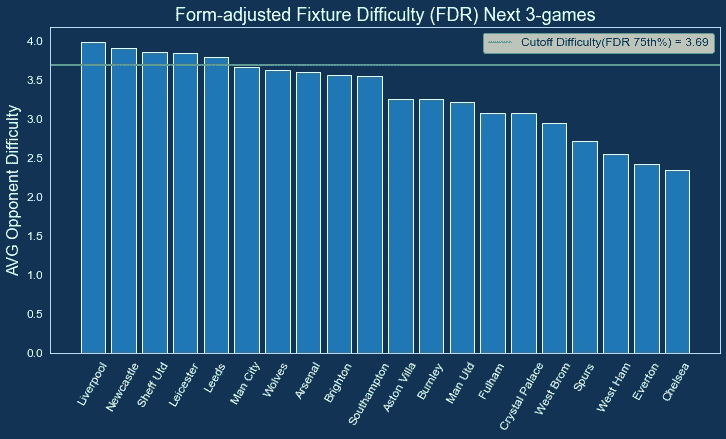 Form-adjusted Fixture Difficulty (FDR) Next 3-games
Cutoff Difficulty(FDR 75th%) = 3.69
AVG Opponent Difficulty
4.0
3.5
3.0
2.5
2.0
1.5
1.0
0.5
0.0
Liverpool
Newcastle
Sheff Utd
Leicester
Leeds
Man City
Wolves
Arsenal
Brighton
Southampton
Aston Villa
Burnley
Man Utd
Fulham
Crystal Palace
West Brom
Spurs
West Ham
Everton
Chelsea